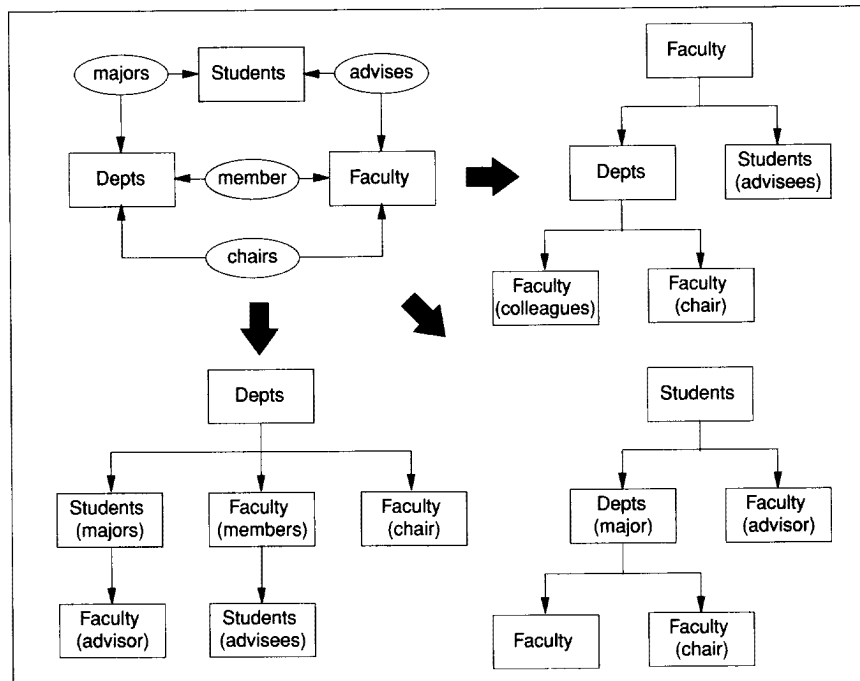 majors
Students
advises
Depts
member
Faculty
chairs
Faculty
Depts
Students
(advisees)
Faculty
(colleagues)
Faculty
(chair)
Depts
Students
(majors)
Faculty
(members)
Faculty
(chair)
Faculty
(advisor)
Students
(advisees)
Students
Depts
(major)
Faculty
(advisor)
Faculty
Faculty
(chair)